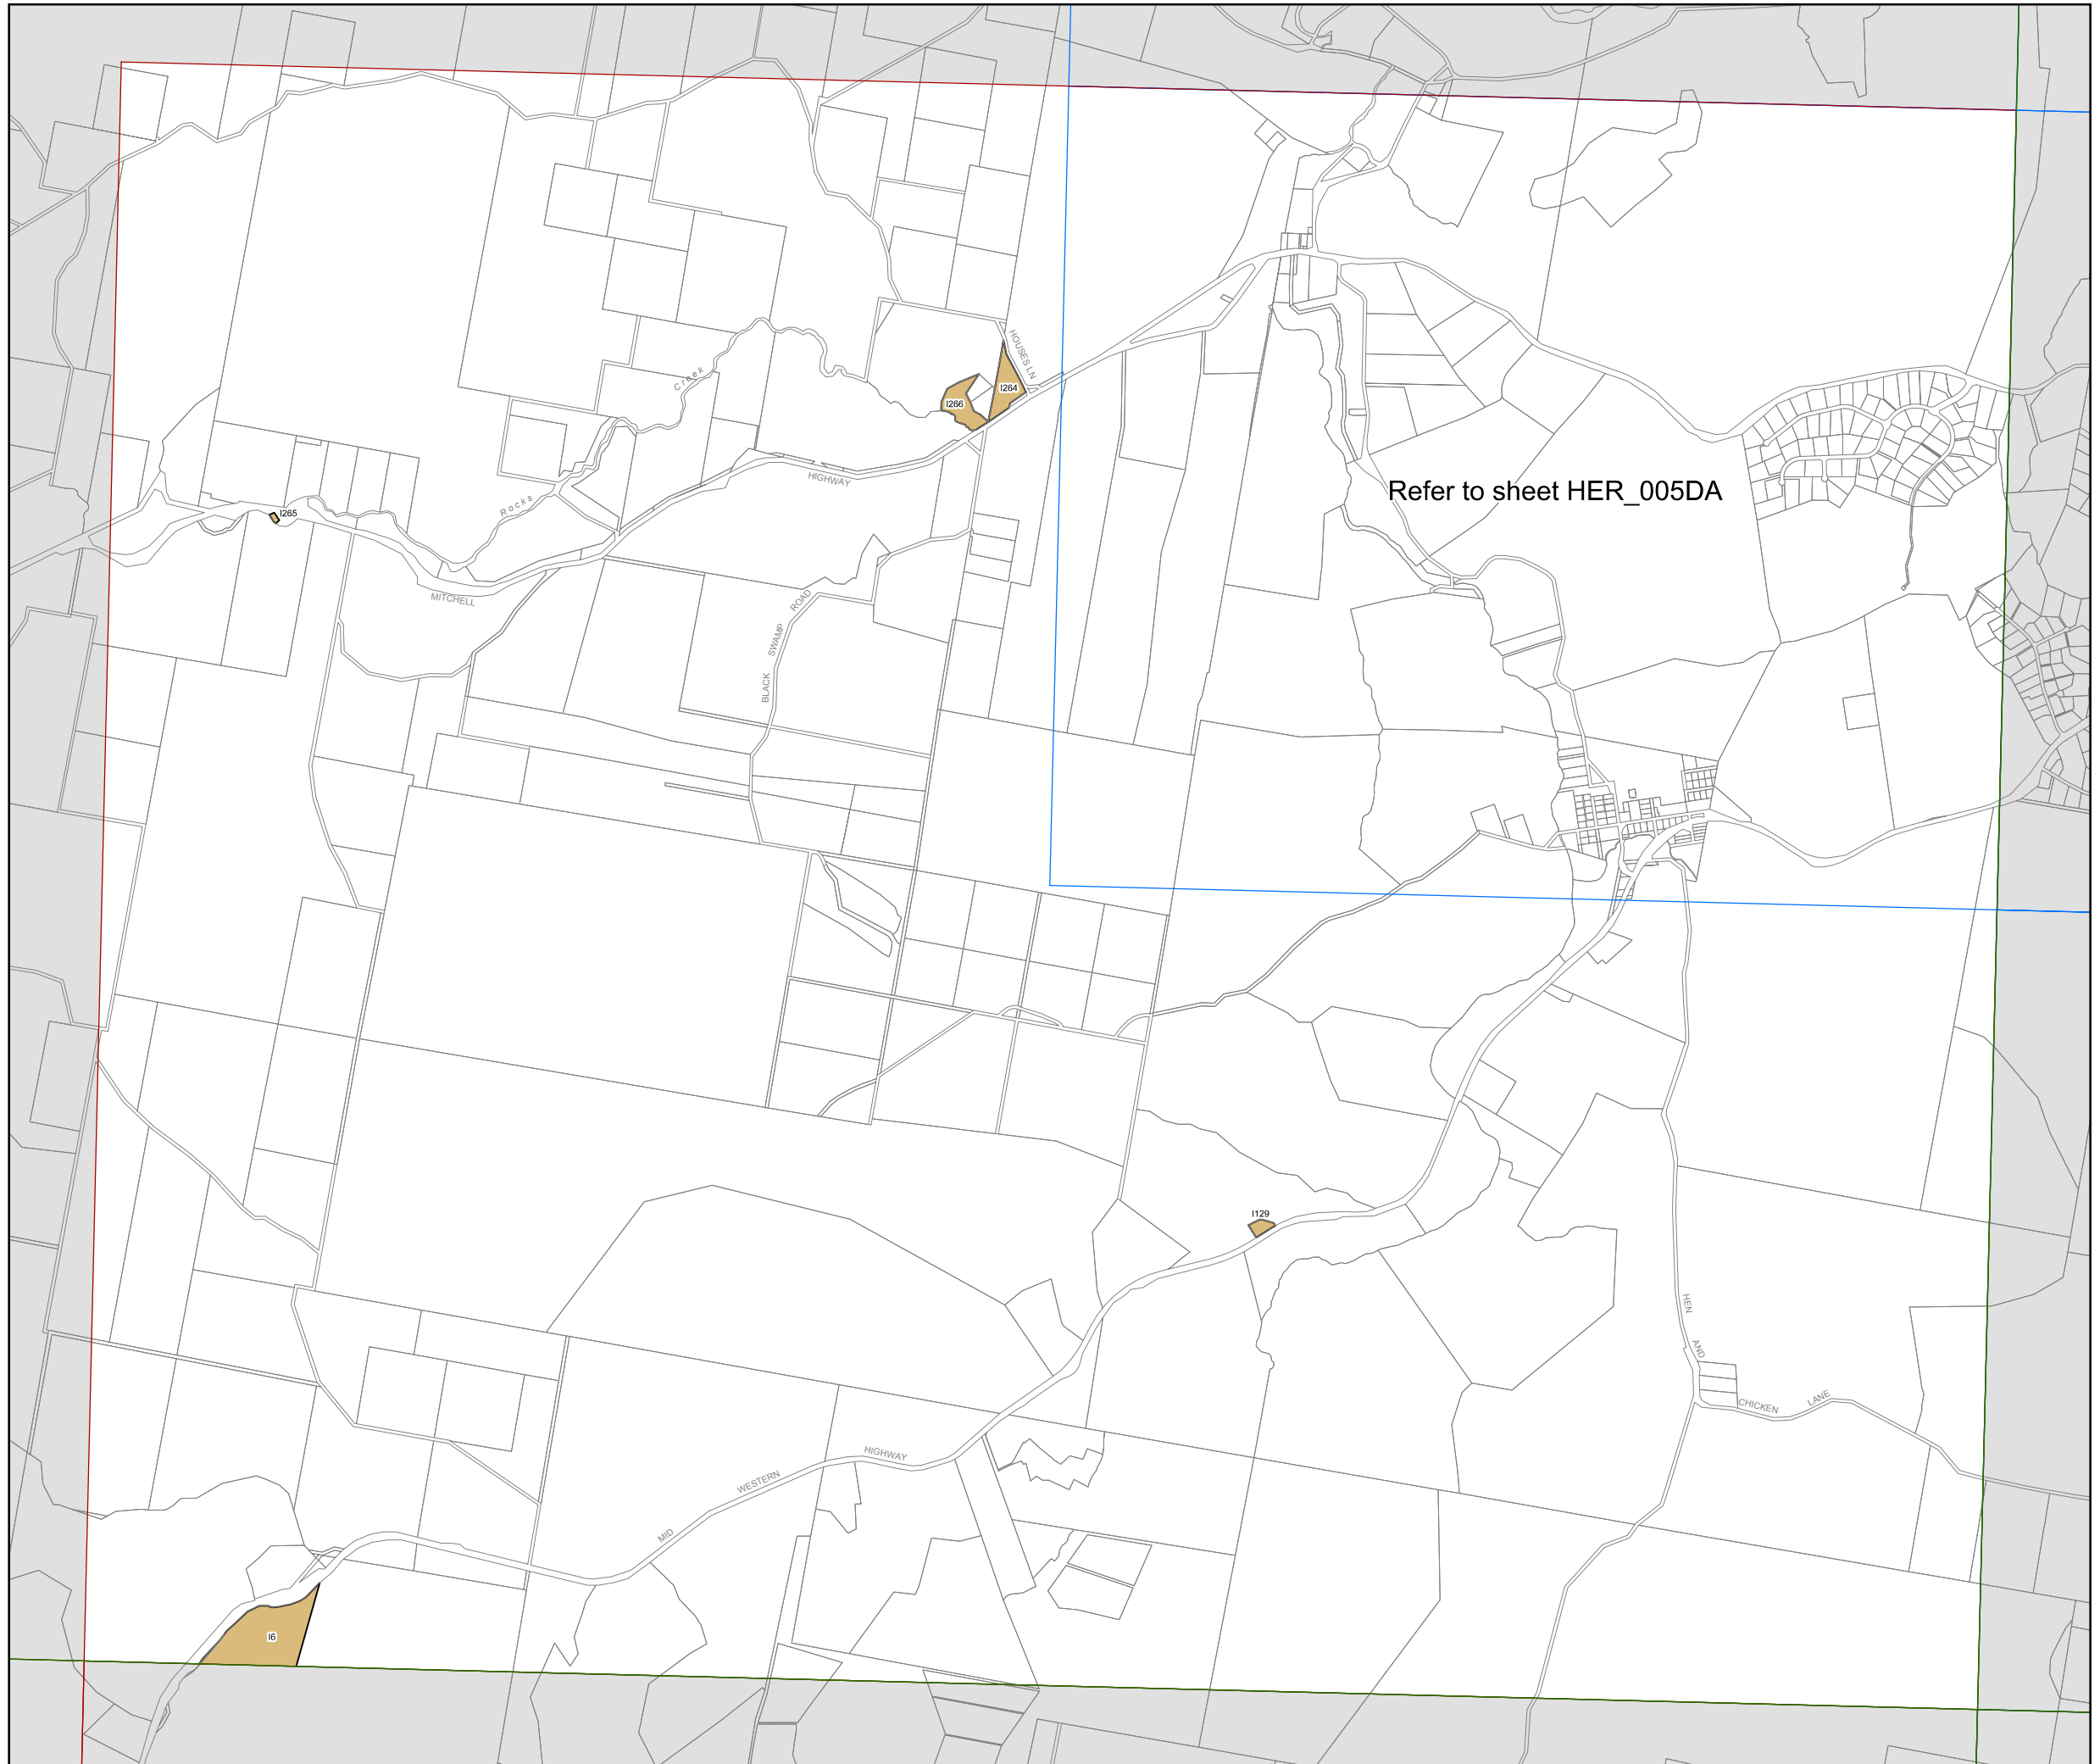 HOUSES LN
Creek
I264
I266
HIGHWAY
Refer to sheet HER_005DA
Rocks
I265
MITCHELL
BLACK SWAMP ROAD
I129
HEN AND CHICKEN LANE
HIGHWAY
WESTERN
MID
I6